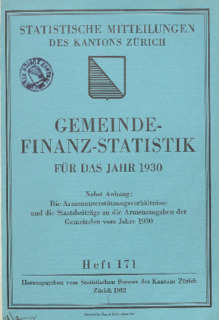 STATISTISCHE MITTEILUNGEN
DES KANTONS ZÜRICH
GEMEINDE-
FINANZ-STATISTIK
FÜR DAS JAHR 1930
Nebst Anhang:
Die Armenunterstützungsverhältnisse
und die Staatsbeiträge an die Armenausgaben der
Gemeinden vom Jahre 1930
Heft 171
Herausgegeben vom Statistischen Bureau des Kantons Zürich
Zürich 1932